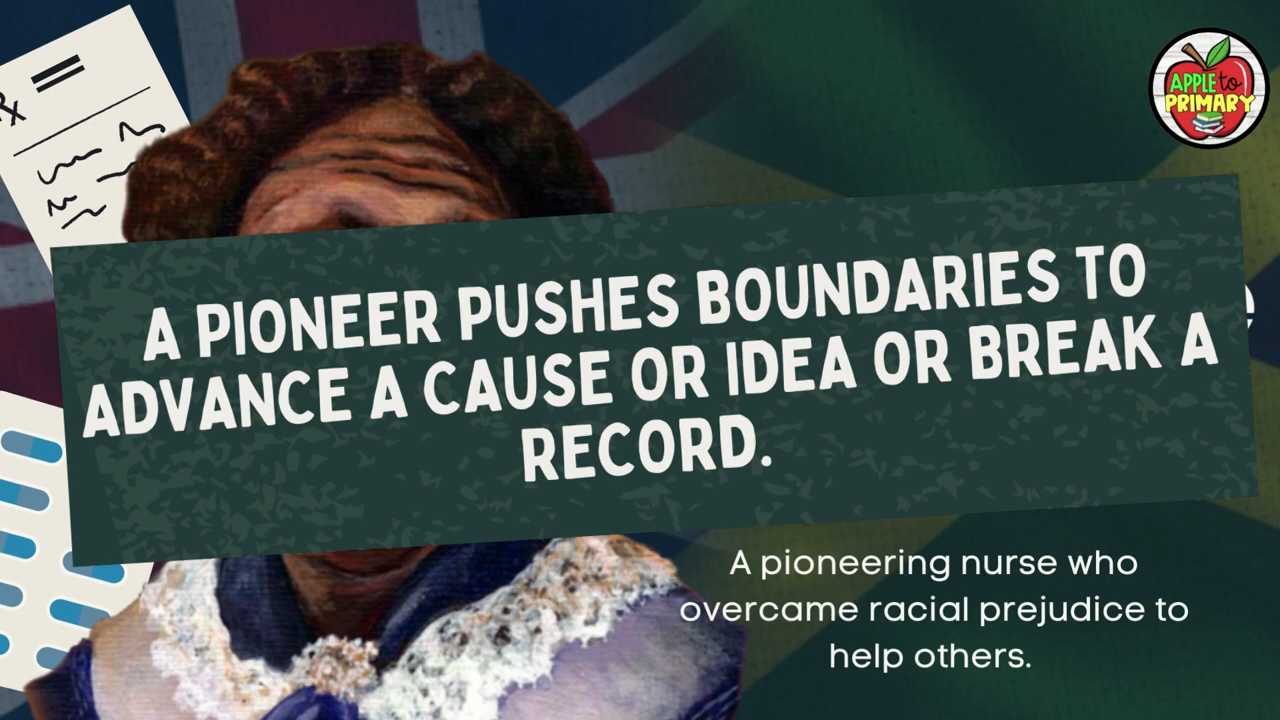 APPLE to
PRIMARY
A PIONEER PUSHES BOUNDARIES TO
ADVANCE A CAUSE OR IDEA OR BREAK A
RECORD.
A pioneering nurse who
overcame racial prejudice to
help others.